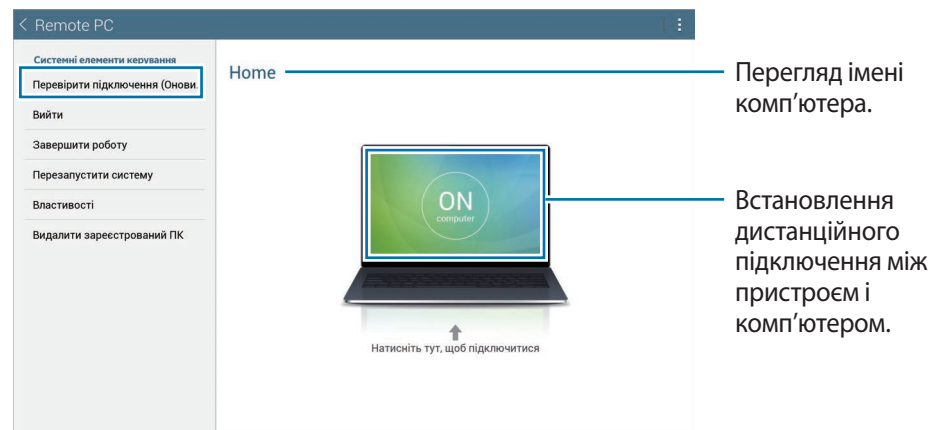 Remote PC
Системні елементи керування
Перевірити підключення (Онови.
Вийти
Завершити роботу
Перезапустити систему
Властивості
Видалити зареєстрований ПК
Home
ON
computer
Натисніть тут, щоб підключитися
Перегляд імені
комп’ютера.
Встановлення
дистанційного
підключення між
пристроєм і
комп’ютером.